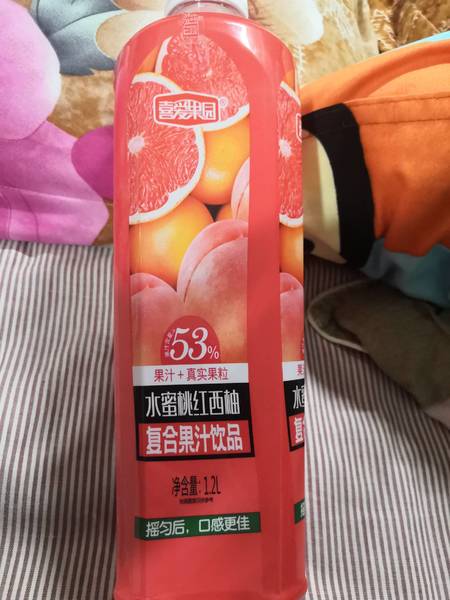 喜爱果园®
果汁含量≥
53%
果汁+真实果粒
水蜜桃红西柚
复合果汁饮品
净含量：1.2L
摇匀后，口感更佳